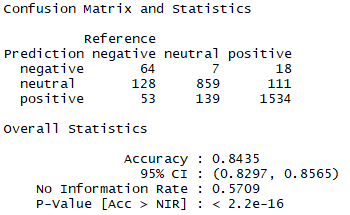 Confusion Matrix and Statistics
Reference
Prediction negative neutral positive
negative 64 7 18
neutral 128 859 111
positive 53 139 1534
Overall Statistics
Accuracy : 0.8435
95% CI : (0.8297, 0.8565)
No Information Rate : 0.5709
P-Value [Acc > NIR] : < 2.2e-16